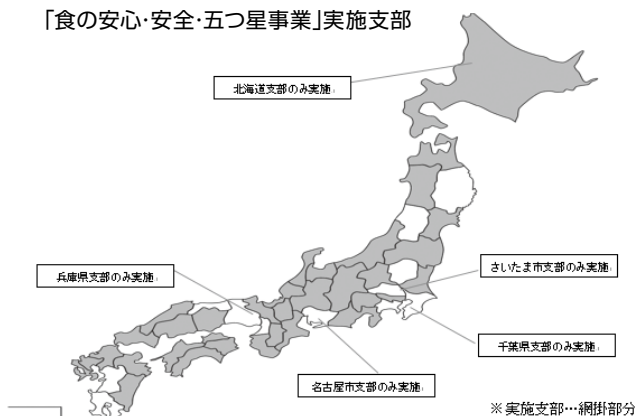 「食の安心・安全・五つ星事業」実施支部
北海道支部のみ実施
兵庫県支部のみ実施
さいたま市支部のみ実施
千葉県支部のみ実施
名古屋市支部のみ実施
※実施支部…網掛部分